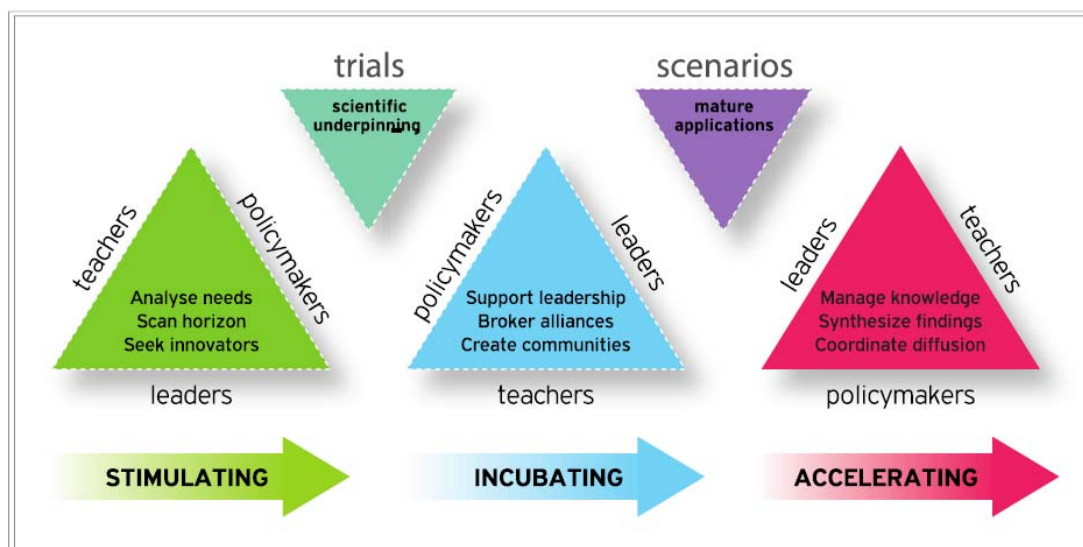 trials
scientific
underpinning
scenarios
mature
applications
teachers
policymakers
Analyse needs
Scan horizon
Seek innovators
leaders
policymakers
leaders
Support leadership
Broker alliances
Create communities
teachers
leaders
teachers
Manage knowledge
Synthesize findings
Coordinate diffusion
policymakers
STIMULATING
INCUBATING
ACCELERATING